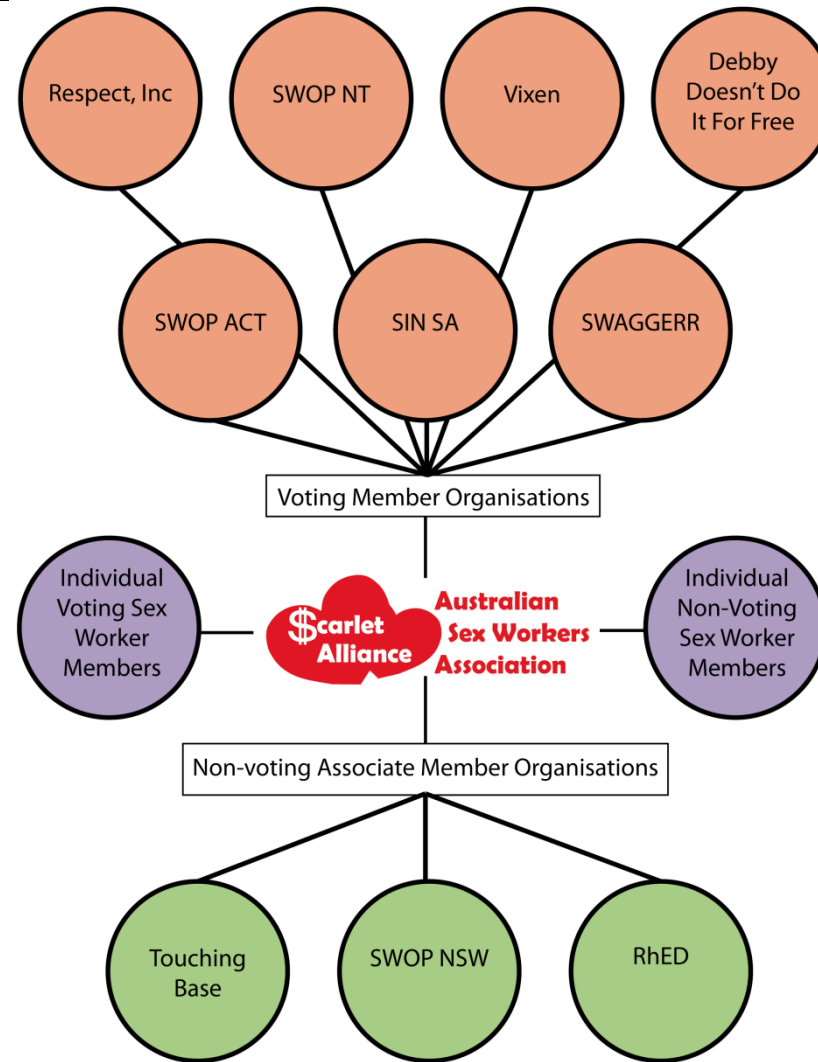 Respect, Inc
SWOP NT
Vixen
Debby
Doesn't Do
It For Free
SWOP ACT
SIN SA
SWAGGERR
Voting Member Organisations
Individual
Voting Sex
Worker
Members
$carlet
Alliance
Australian
Sex Workers
Association
Individual
Non-Voting
Sex Worker
Members
Non-voting Associate Member Organisations
Touching
Base
SWOP NSW
RhED